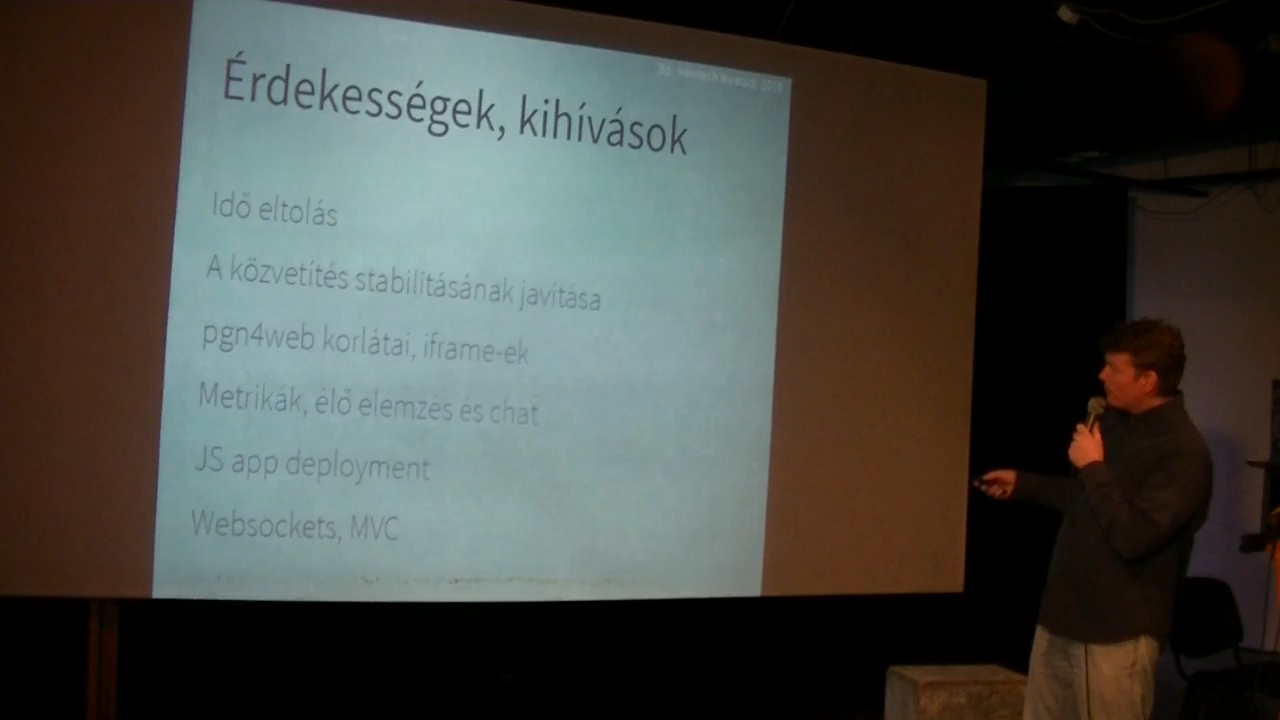 Érdekességek, kihívások
Idő eltolás
A közvetítés stabilitásának javítása
pgn4web korlátai, iframe-ek
Metrikák, élő elemzés és chat
JS app deployment
Websockets, MVC